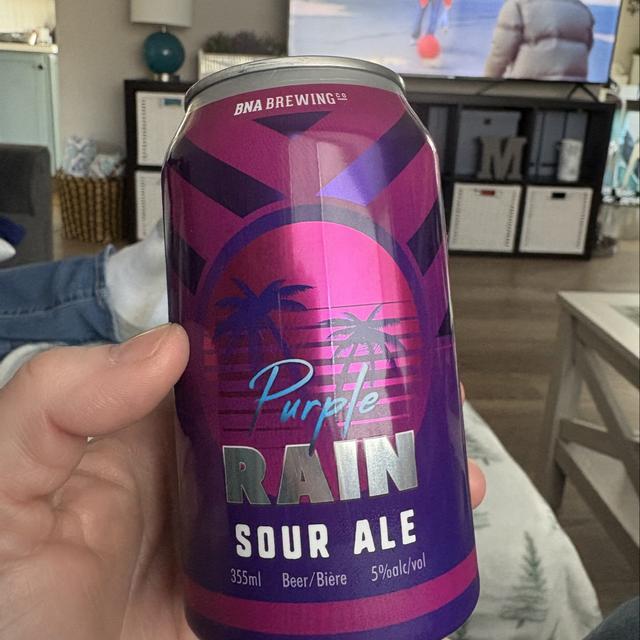 BNA BREWING CO
Purple
RAIN
SOUR ALE
355ml Beer/Bière 5%alc/vol
M